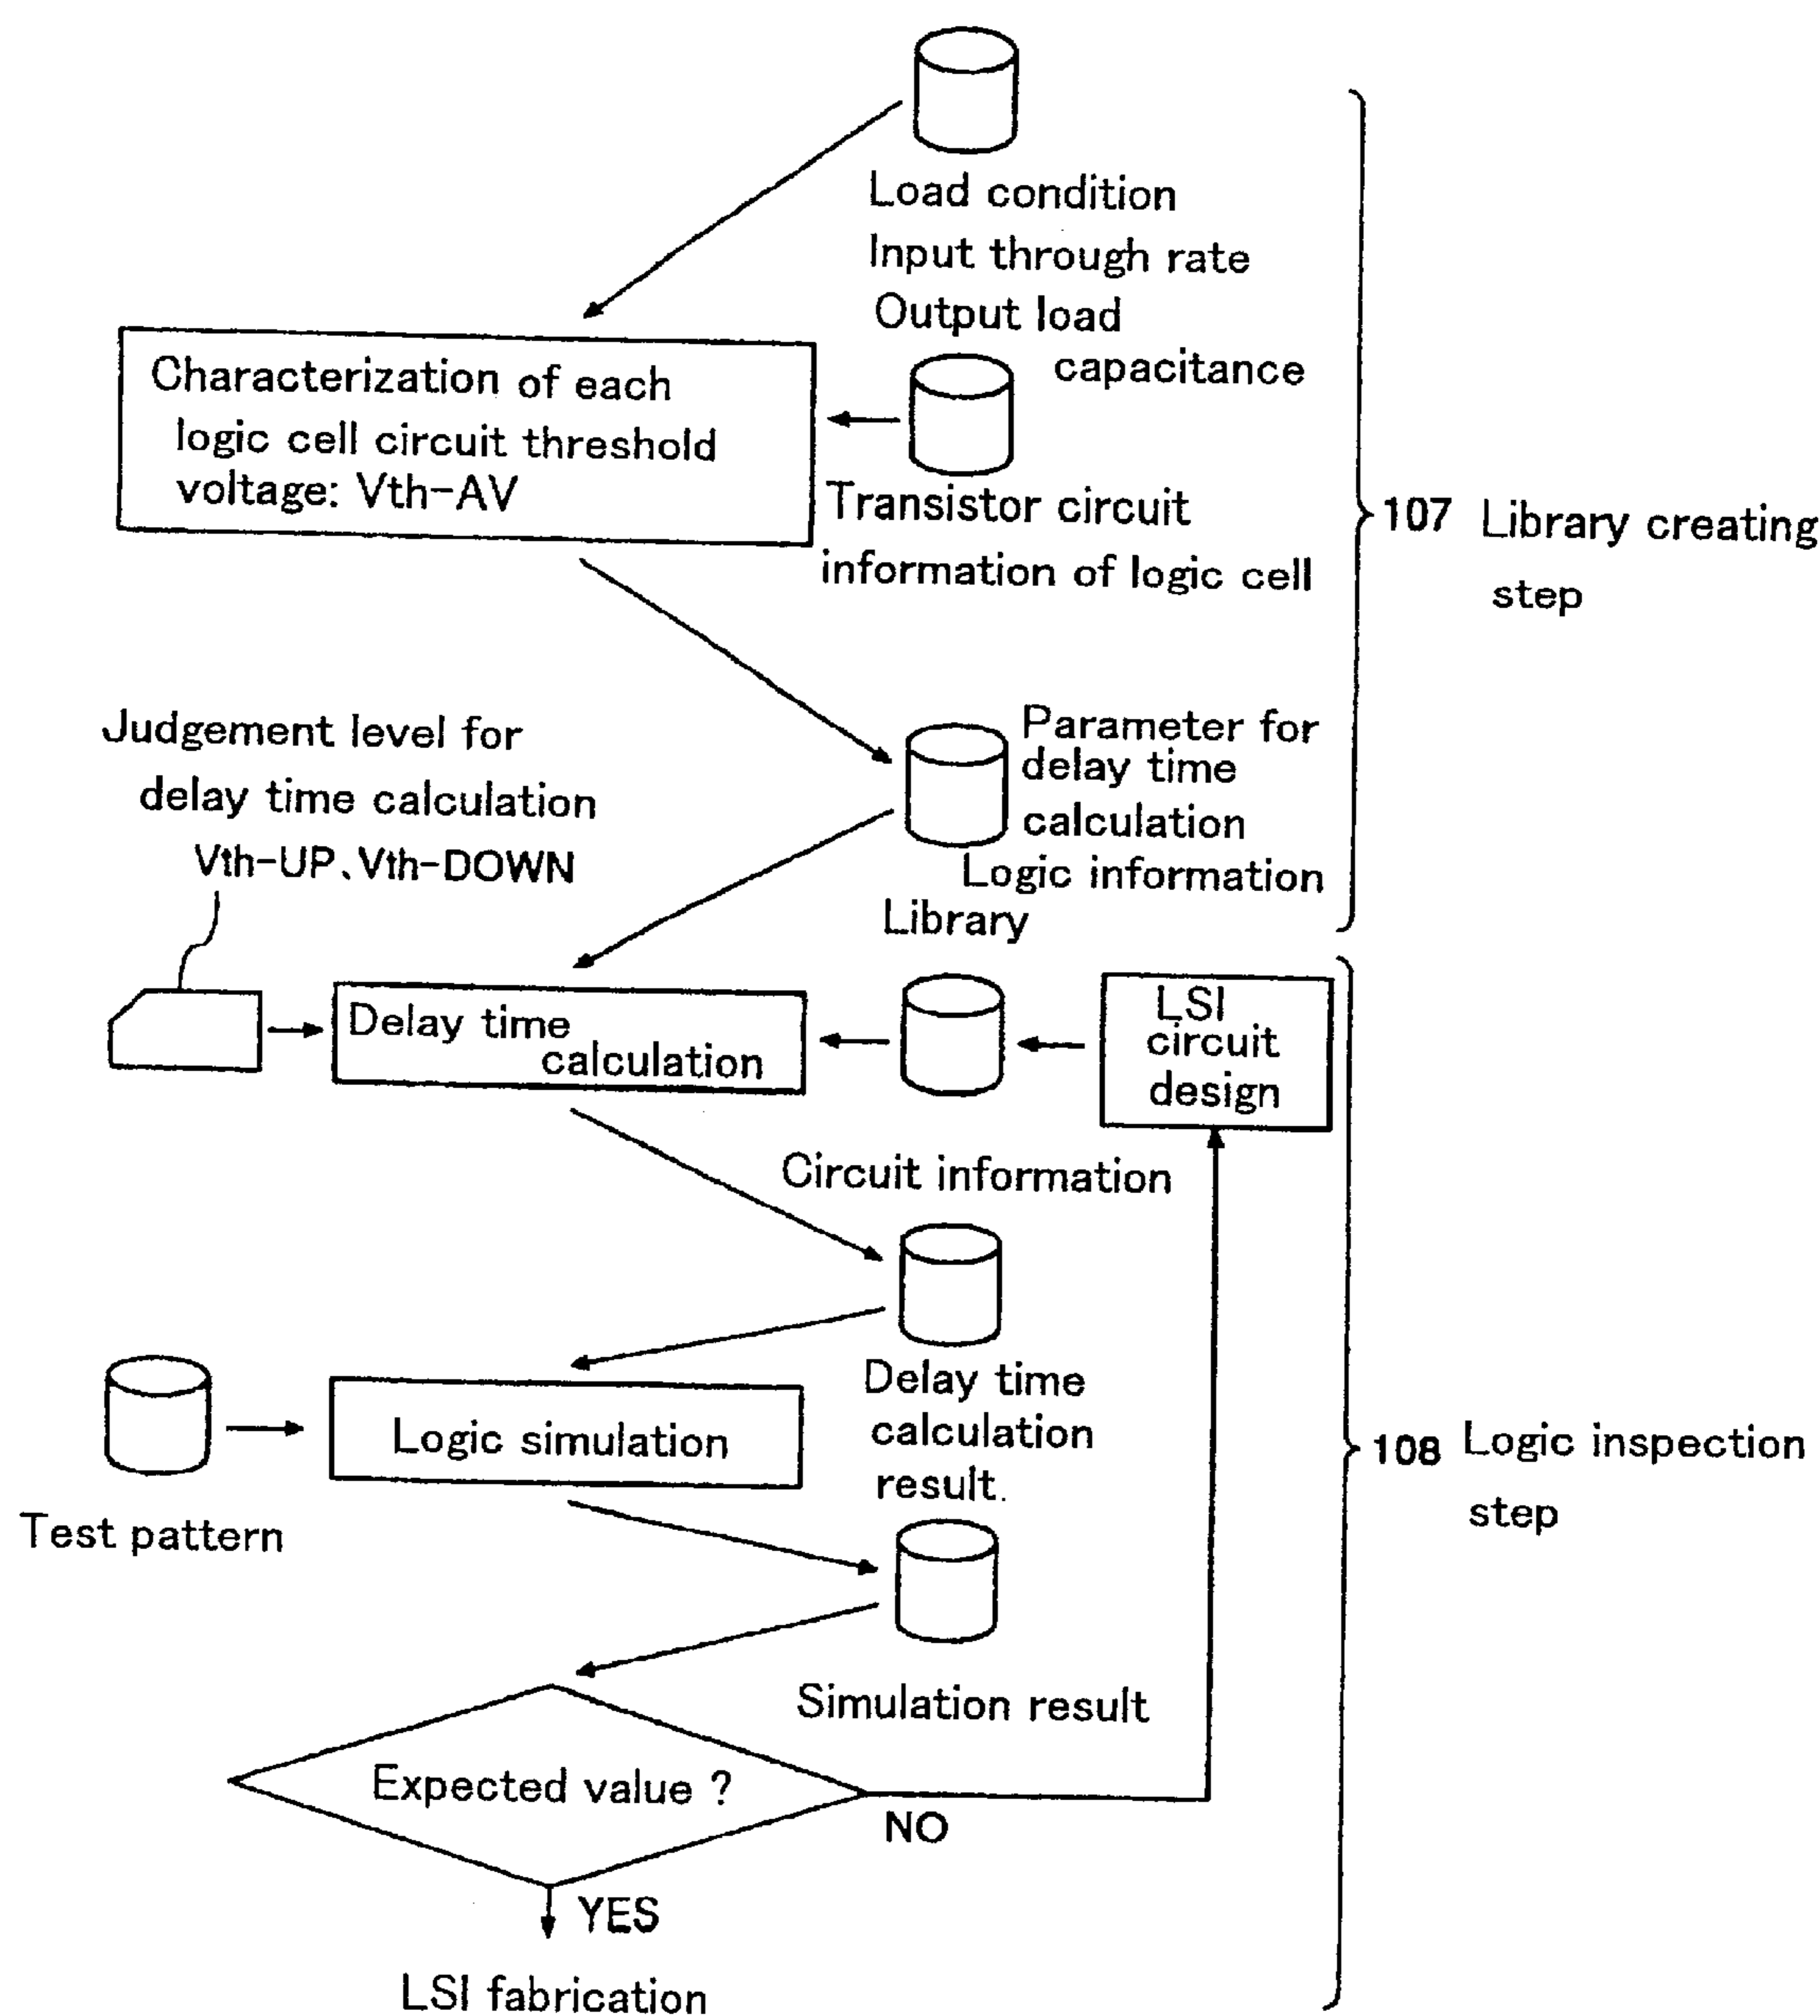 Load condition
Input through rate
Output load
capacitance
Characterization of each
logic cell circuit threshold
voltage: Vth-AV
Transistor circuit
information of logic cell
107 Library creating
step
Parameter for
delay time
calculation
Logic information
Library
Judgement level for
delay time calculation
Vth-UP、Vth-DOWN
Delay time
calculation
LSI
circuit
design
Circuit information
Delay time
calculation
result.
Logic simulation
Test pattern
108 Logic inspection
step
Simulation result
Expected value ?
NO
YES
LSI fabrication